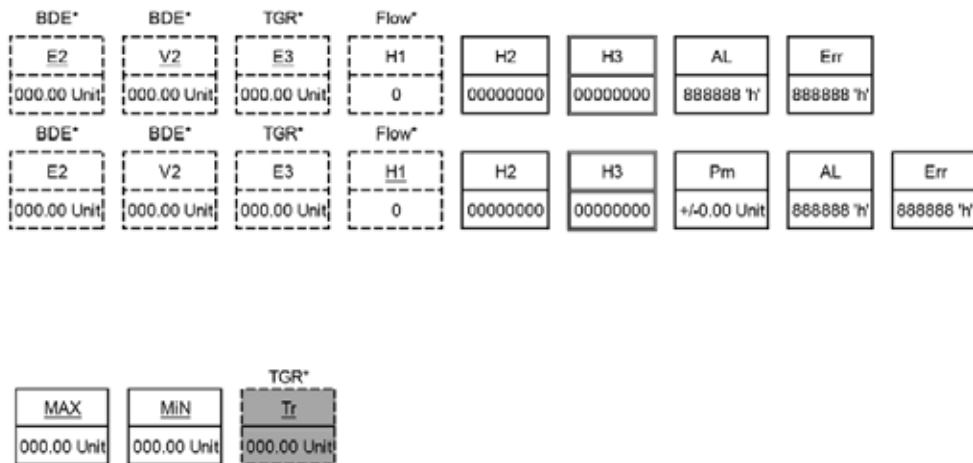 BDE* BDE* TGR* Flow*
E2 V2 E3 H1 H2 H3 AL Err
000.00 Unit 000.00 Unit 000.00 Unit 0 00000000 00000000 888888 'h' 888888 'h'
BDE* BDE* TGR* Flow*
E2 V2 E3 H1 H2 H3 Pm AL Err
000.00 Unit 000.00 Unit 000.00 Unit 0 00000000 00000000 +/-0.00 Unit 888888 'h' 888888 'h'
TGR*
MAX MiN Tr
000.00 Unit 000.00 Unit 000.00 Unit